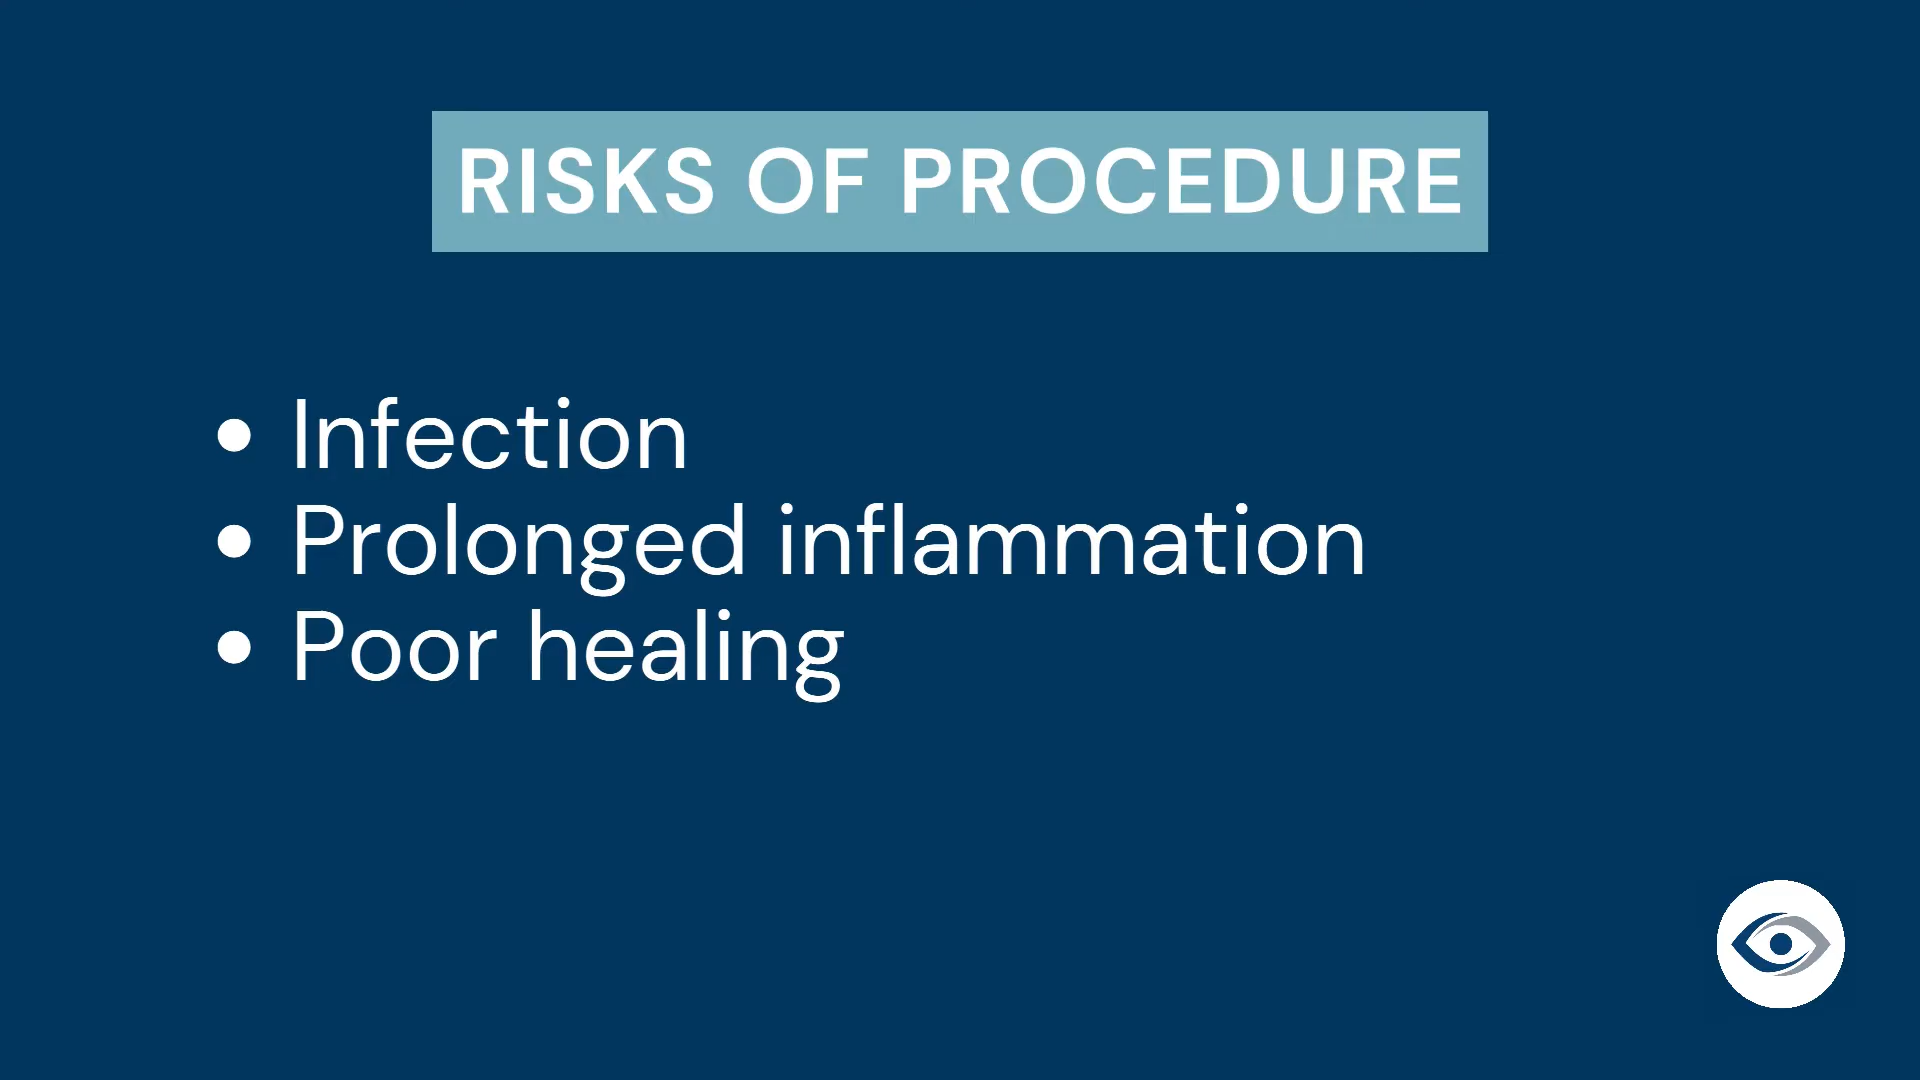 RISKS OF PROCEDURE
• Infection
• Prolonged inflammation
• Poor healing